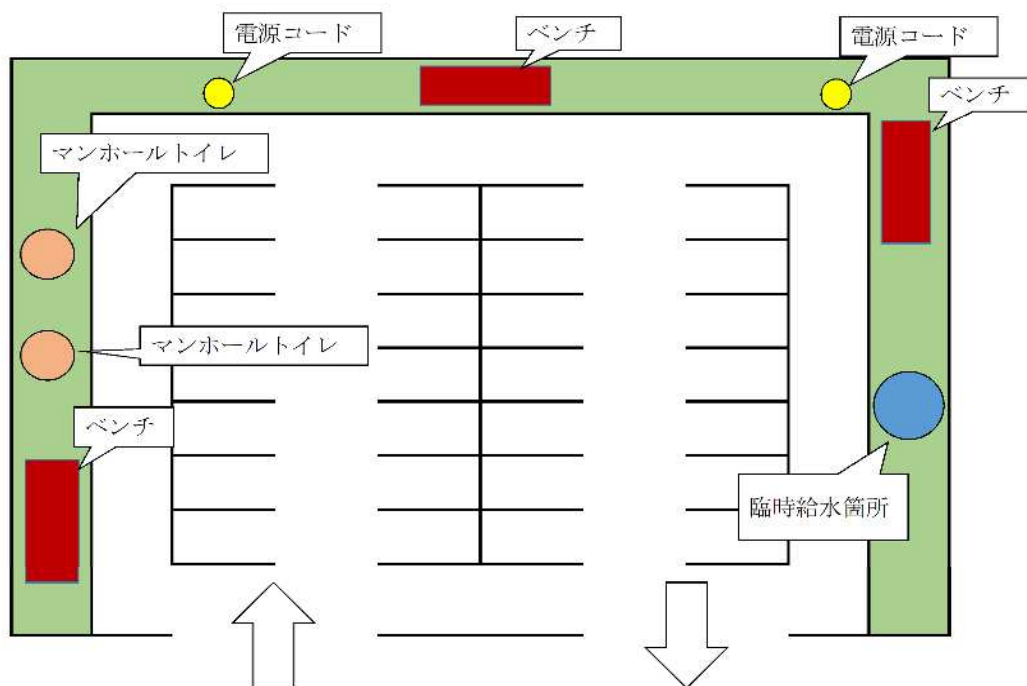 電源コード
ベンチ
電源コード
ベンチ
マンホールトイレ
マンホールトイレ
ベンチ
臨時給水箇所